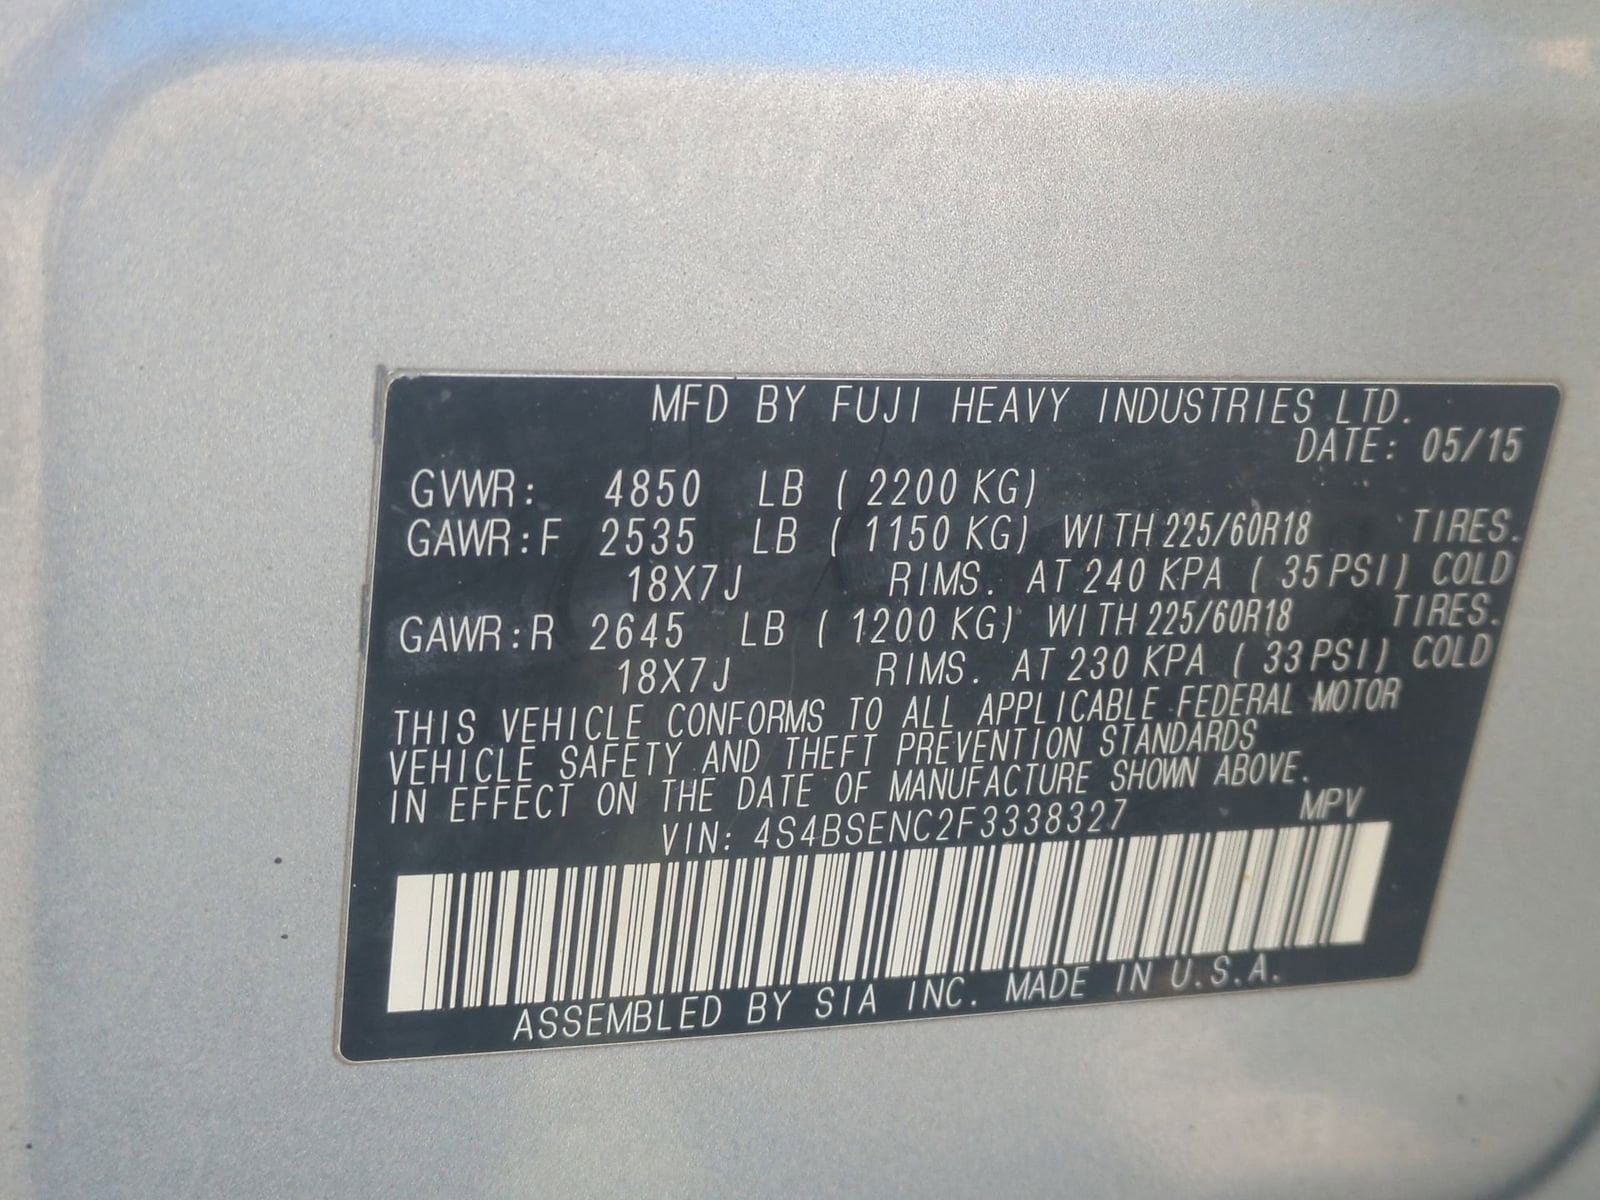 MFD BY FUJI HEAVY INDUSTRIES LTD.
DATE: 05/15
GVWR: 4850 LB (2200 KG)
GAWR:F 2535 LB (1150 KG) WITH 225/60R18 TIRES.
18X7J RIMS. AT 240 KPA (35 PSI) COLD
GAWR:R 2645 LB (1200 KG) WITH 225/60R18 TIRES.
18X7J RIMS. AT 230 KPA (33 PSI) COLD
THIS VEHICLE CONFORMS TO ALL APPLICABLE FEDERAL MOTOR
VEHICLE SAFETY AND THEFT PREVENTION STANDARDS
IN EFFECT ON THE DATE OF MANUFACTURE SHOWN ABOVE.
VIN: 4S4BSENC2F3338327 MPV
ASSEMBLED BY SIA INC. MADE IN U.S.A.